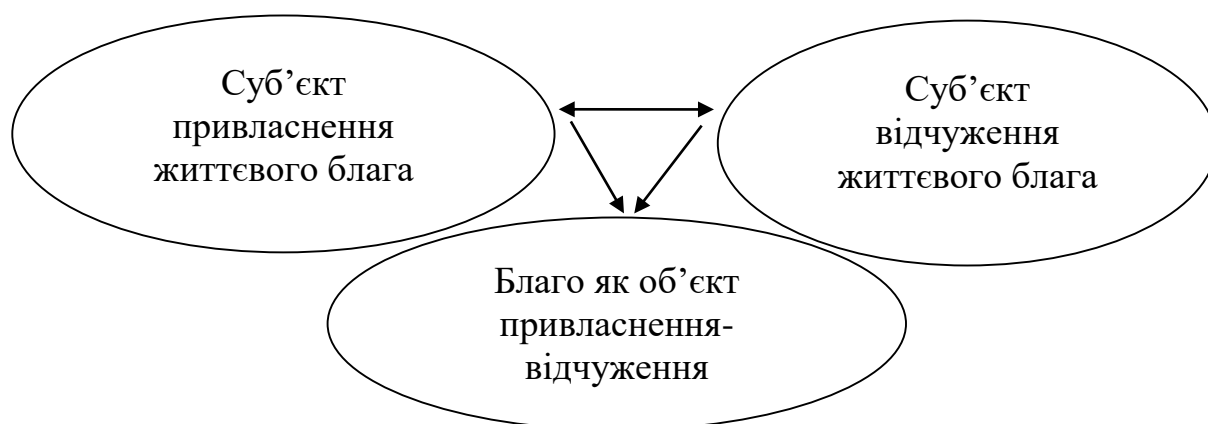 Суб’єкт
привласнення
життєвого блага
Суб’єкт
відчуження
життєвого блага
Благо як об’єкт
привласнення-
відчуження